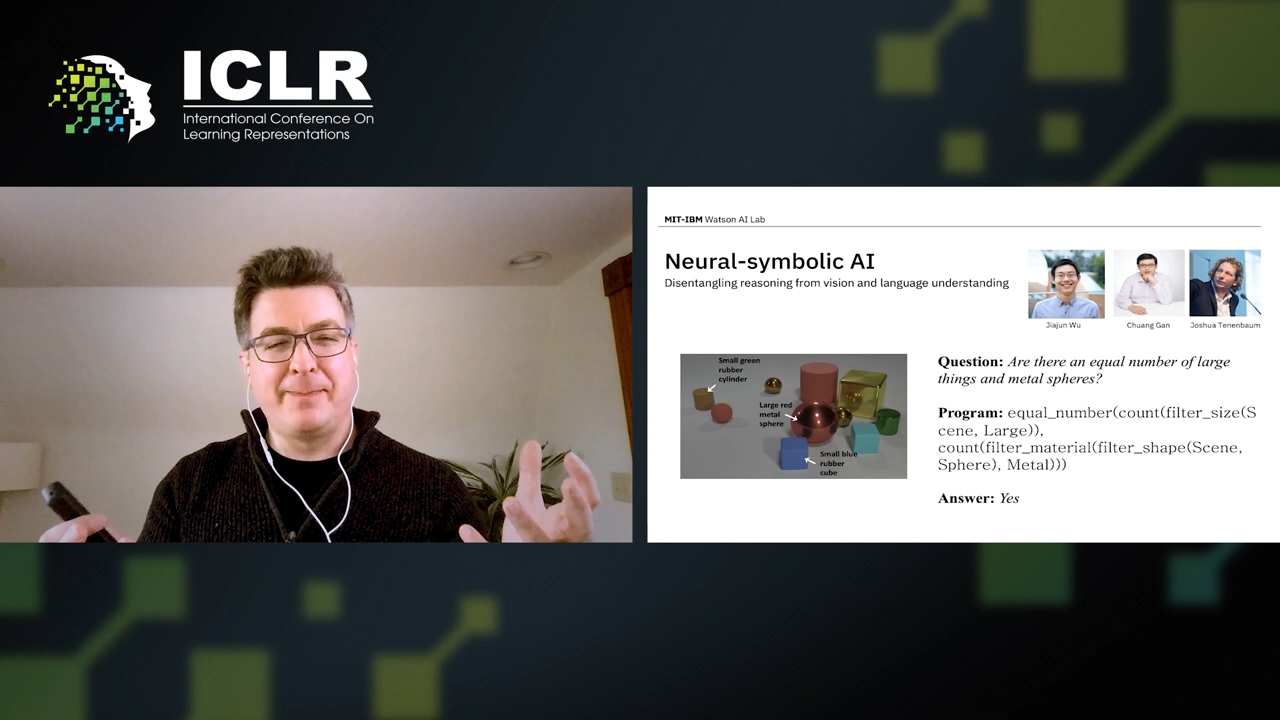 ICLR
International Conference On
Learning Representations
MIT-IBM Watson AI Lab
Neural-symbolic AI
Disentangling reasoning from vision and language understanding
Jiajun Wu
Chuang Gan
Joshua Tenenbaum
Small green
rubber
cylinder
Large red
metal
sphere
Small blue
rubber
cube
Question: Are there an equal number of large
things and metal spheres?
Program: equal_number(count(filter_size(S
cene, Large)),
count(filter_material(filter_shape(Scene,
Sphere), Metal)))
Answer: Yes